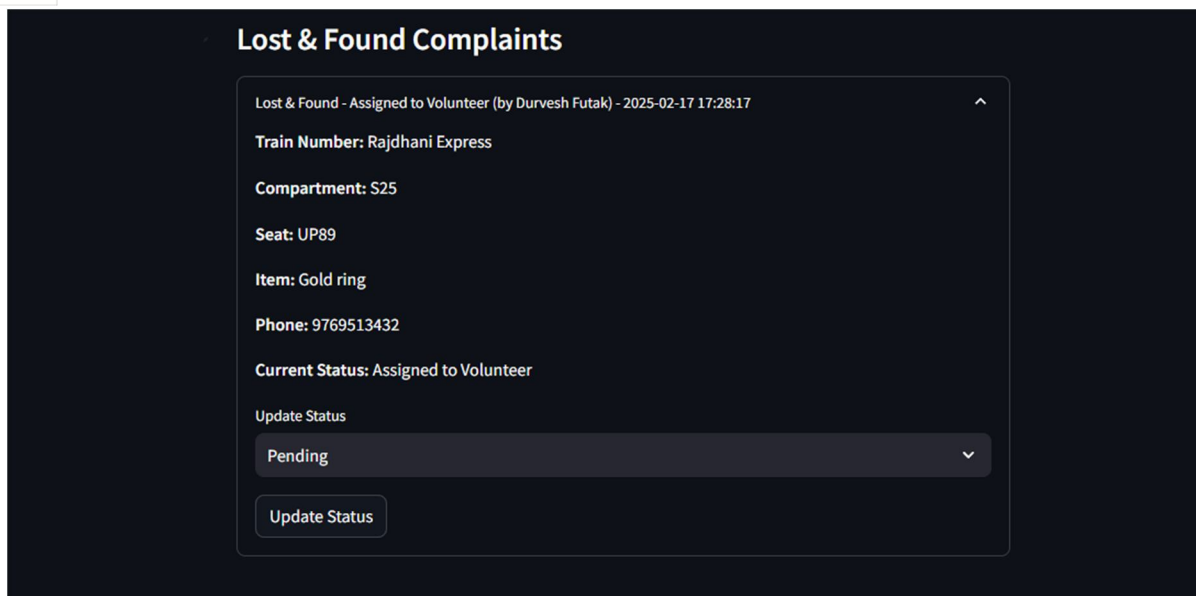 Lost & Found Complaints
Lost & Found - Assigned to Volunteer (by Durvesh Futak) - 2025-02-17 17:28:17
Train Number: Rajdhani Express
Compartment: S25
Seat: UP89
Item: Gold ring
Phone: 9769513432
Current Status: Assigned to Volunteer
Update Status
Pending
Update Status